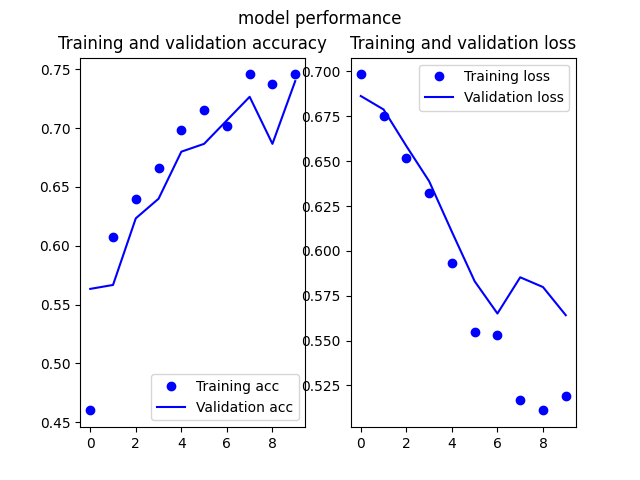 model performance
Training and validation accuracy
0.75
0.70
0.65
0.60
0.55
0.50
0.45
0 2 4 6 8
Training acc
Validation acc
Training and validation loss
0.700
0.675
0.650
0.625
0.600
0.575
0.550
0.525
0 2 4 6 8
Training loss
Validation loss